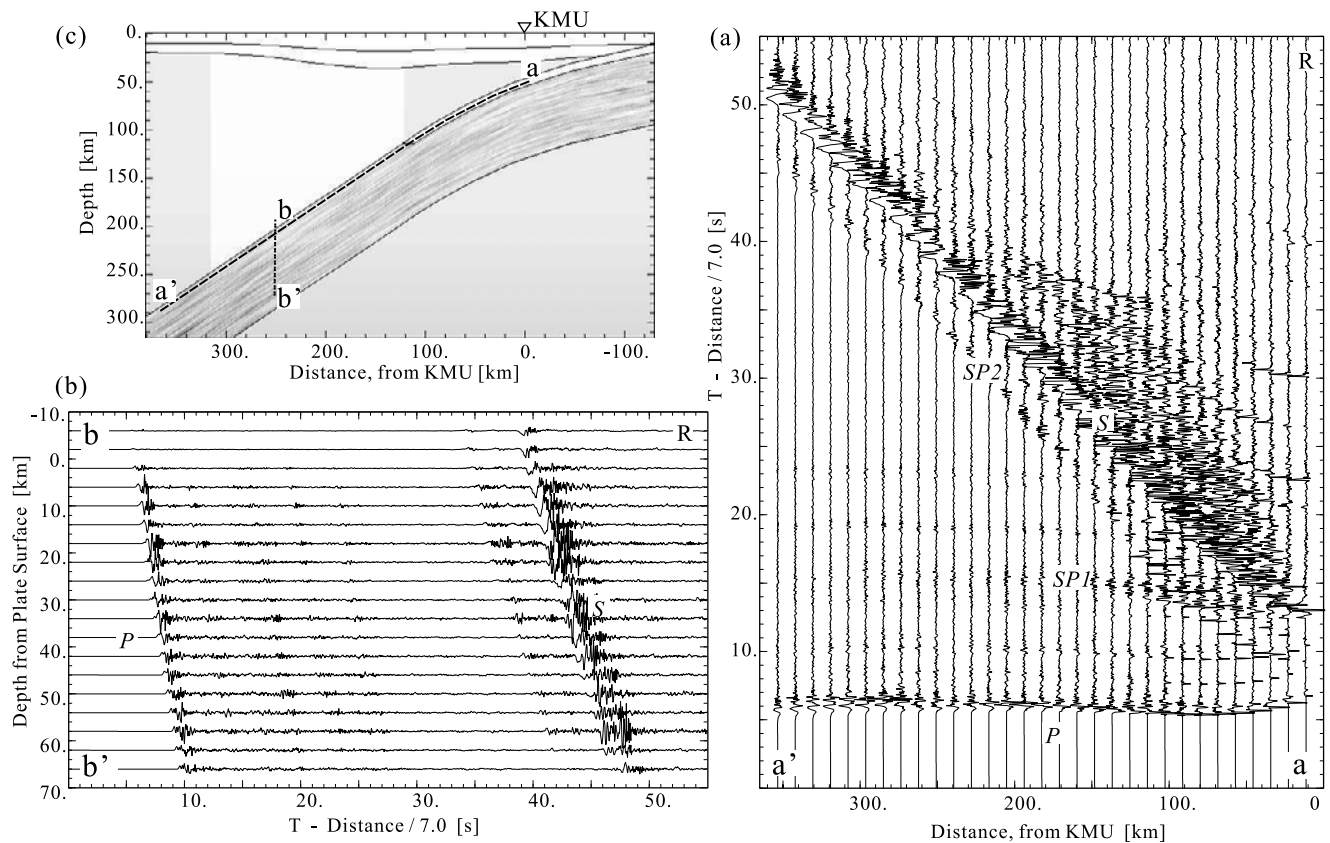 (c)
KMU
0.
50.
100.
150.
200.
250.
300.
Depth [km]
a
b
a’
b’
300.
200.
100.
0.
-100.
Distance, from KMU [km]
(b)
-10.
0.
10.
20.
30.
40.
50.
60.
70.
Depth from Plate Surface [km]
b
R
S
P
b’
10.
20.
30.
40.
50.
T - Distance / 7.0 [s]
(a)
R
50.
40.
30.
20.
10.
T - Distance/7.0 [s]
SP2
S
SP1
P
a’
a
300.
200.
100.
0
Distance, from KMU [km]